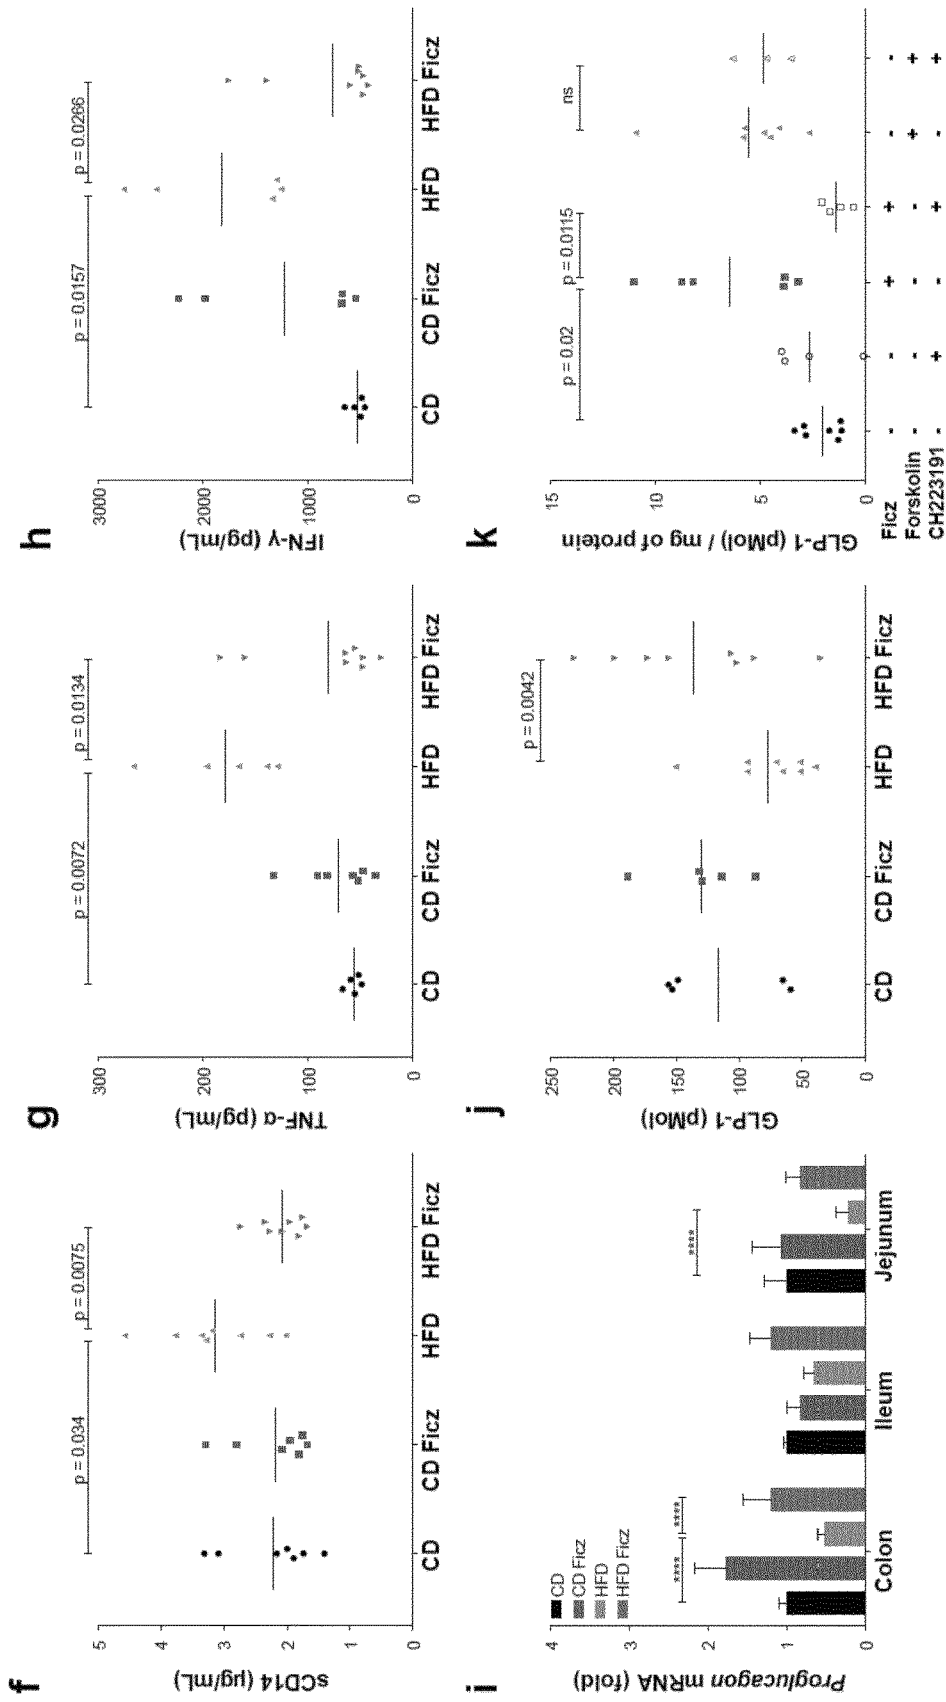 f
sCD14 (µg/mL)
5
4
3
2
1
0
p = 0.034
p = 0.0075
CD
CD Ficz
HFD
HFD Ficz
g
TNF-α (pg/mL)
300
200
100
0
p = 0.0072
p = 0.0134
CD
CD Ficz
HFD
HFD Ficz
h
IFN-γ (pg/mL)
3000
2000
1000
0
p = 0.0157
p = 0.0266
CD
CD Ficz
HFD
HFD Ficz
i
Proglucagon mRNA (fold)
4
3
2
1
0
CD
CD Ficz
HFD
HFD Ficz
****
****
****
Colon
Ileum
Jejunum
j
GLP-1 (pMol)
250
200
150
100
50
0
p = 0.0042
CD
CD Ficz
HFD
HFD Ficz
k
GLP-1 (pMol) / mg of protein
15
10
5
0
p = 0.02
p = 0.0115
ns
Ficz - - + + - -
Forskolin - - - - + +
CH223191 - + - + - +